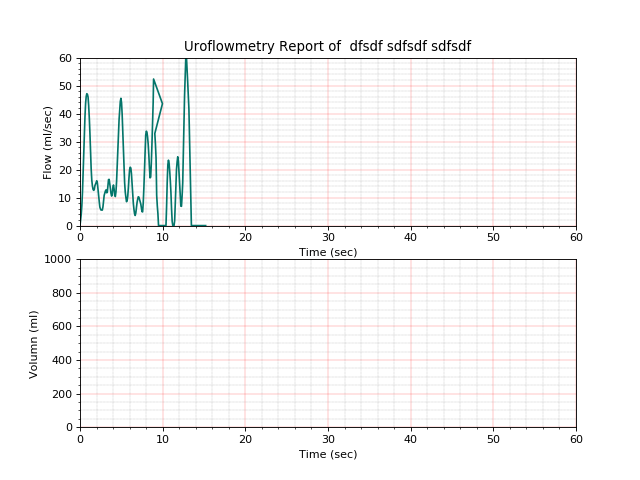 Uroflowmetry Report of  dfsdf sdfsdf sdfsdf
60
50
40
30
20
10
0
Flow (ml/sec)
0 10 20 30 40 50 60
Time (sec)
1000
800
600
400
200
0
Volumn (ml)
0 10 20 30 40 50 60
Time (sec)